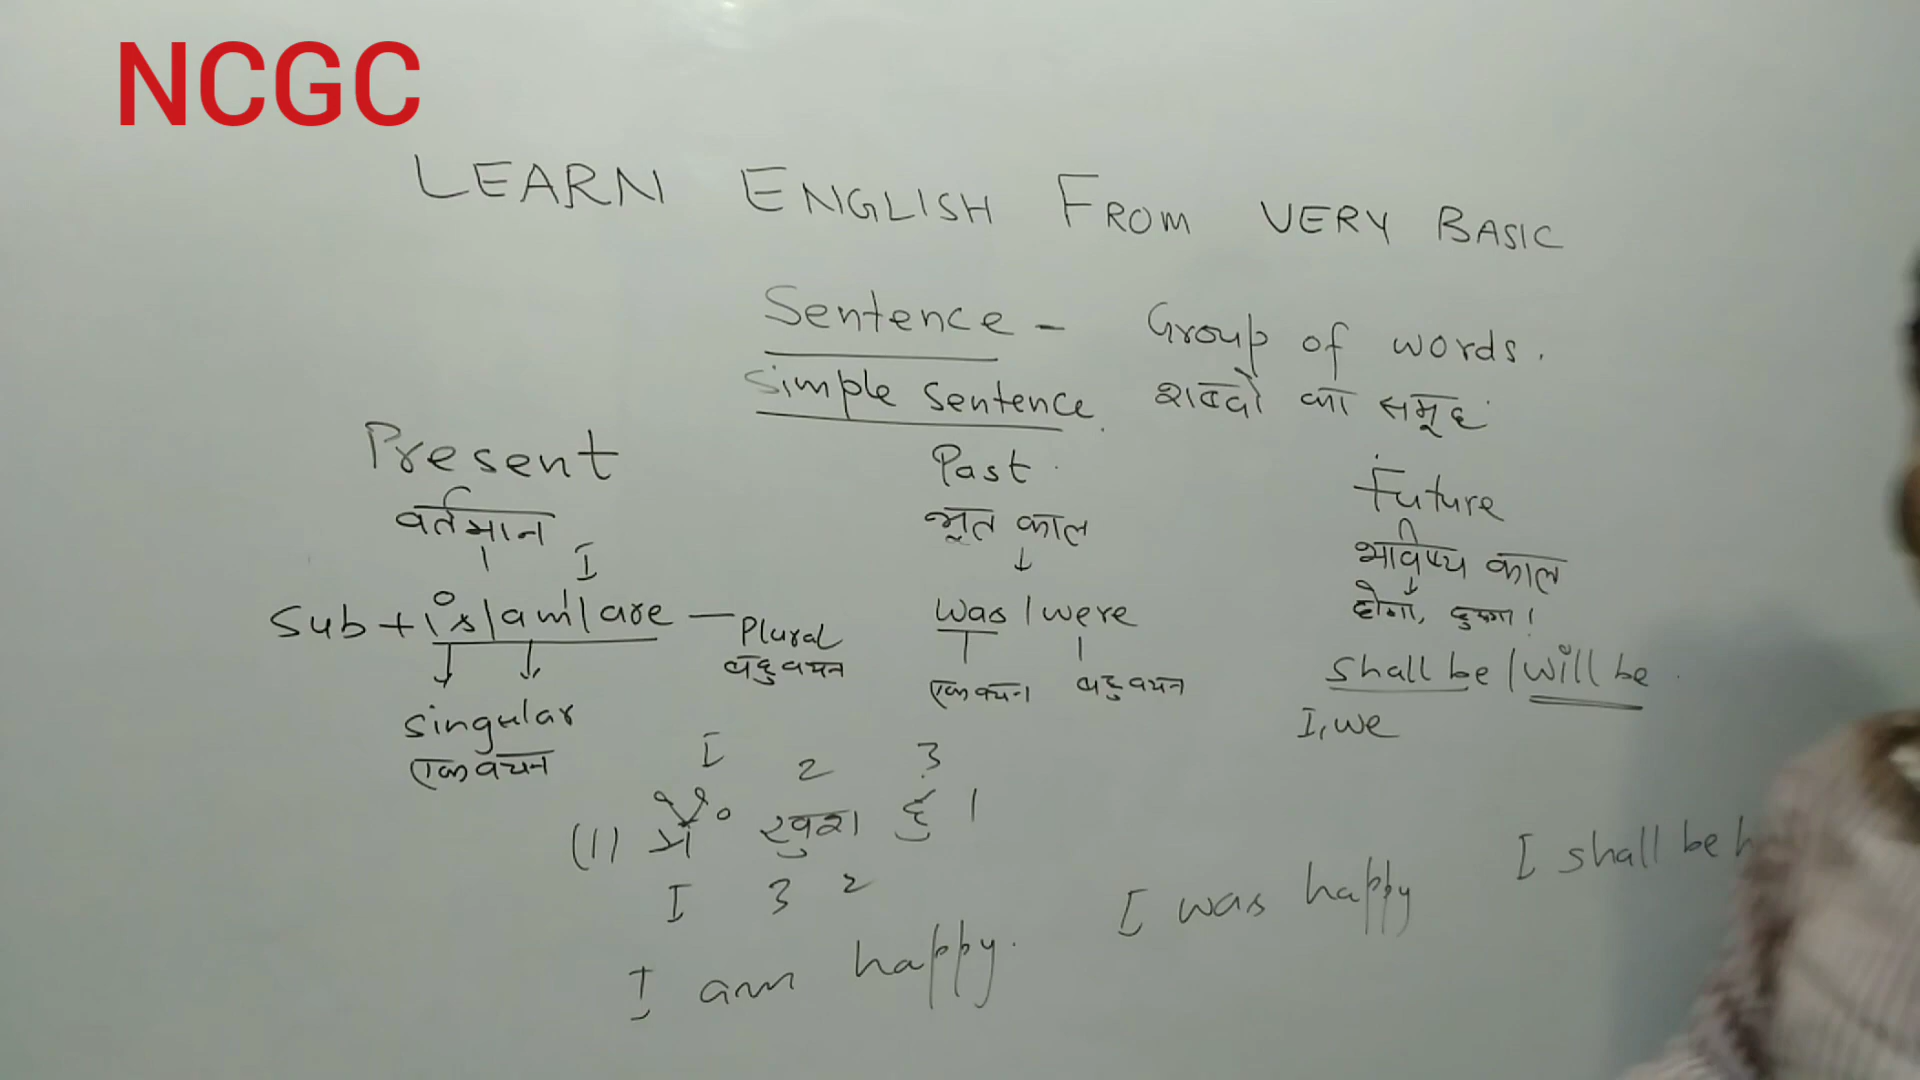 NCGC
LEARN ENGLISH FROM VERY BASIC
Sentence - Group of words.
Simple Sentence. शब्दों का समूह
Present Past Future
वर्तमान भूत काल भविष्य काल
I होगा,
Sub + is/am/are - Plural was/were
बहुवचन shall be/will be
singular एकवचन बहुवचन I, we
एकवचन
I 2 3
(1) मैं खुश हूँ।
I 3 2
I am happy. I was happy I shall be h